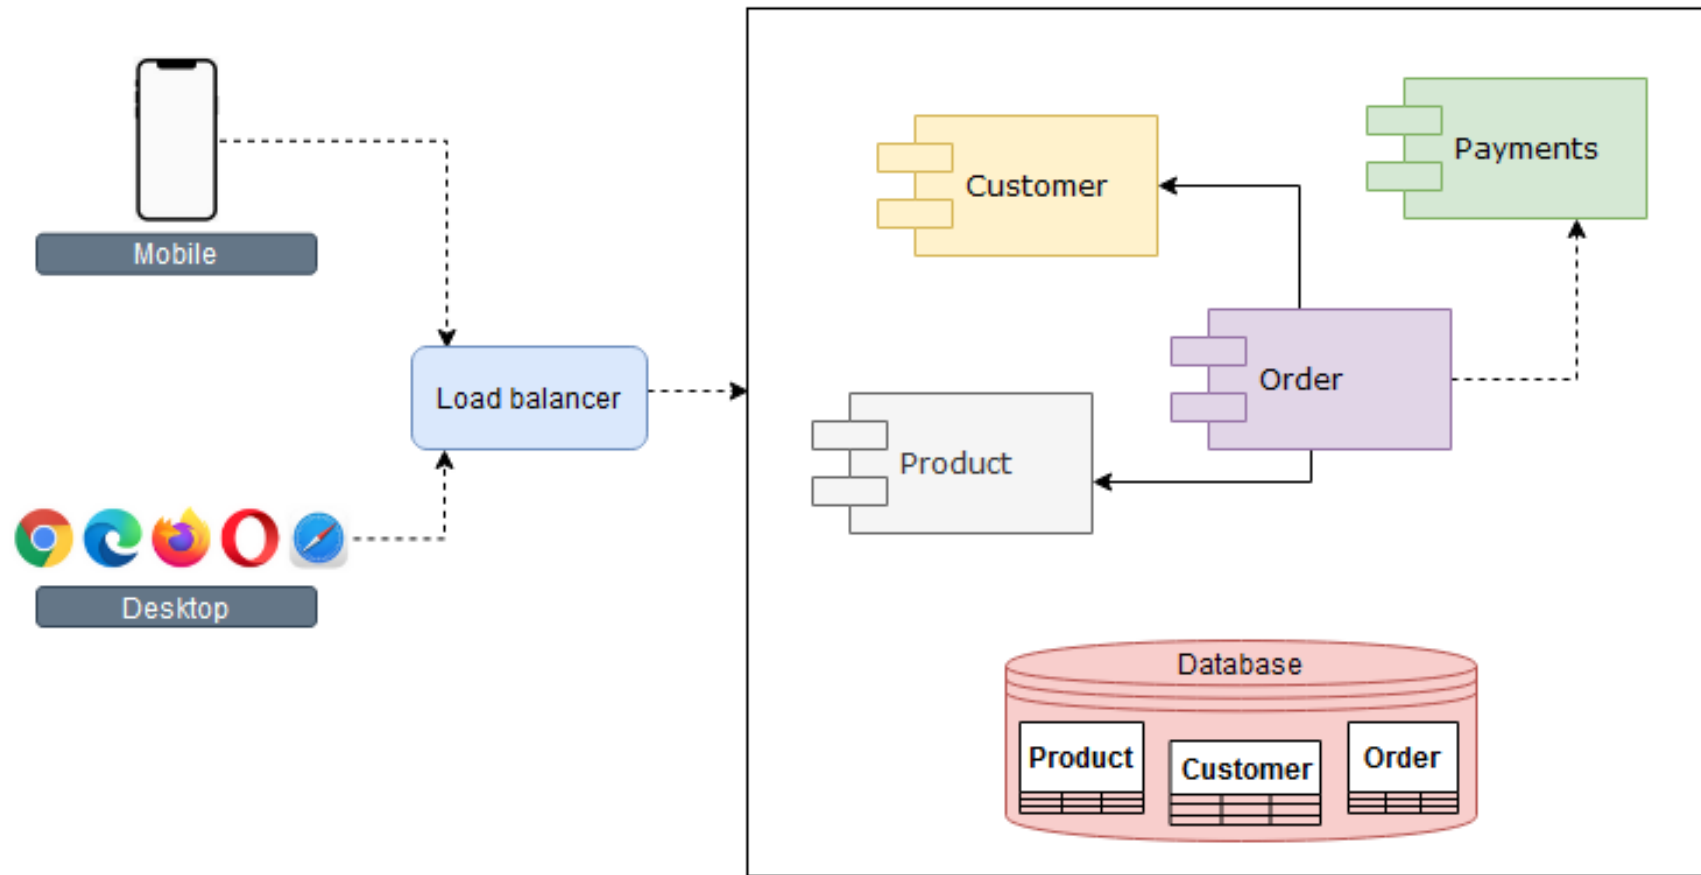 Mobile
Desktop
Load balancer
Customer
Payments
Order
Product
Database
Product
Customer
Order